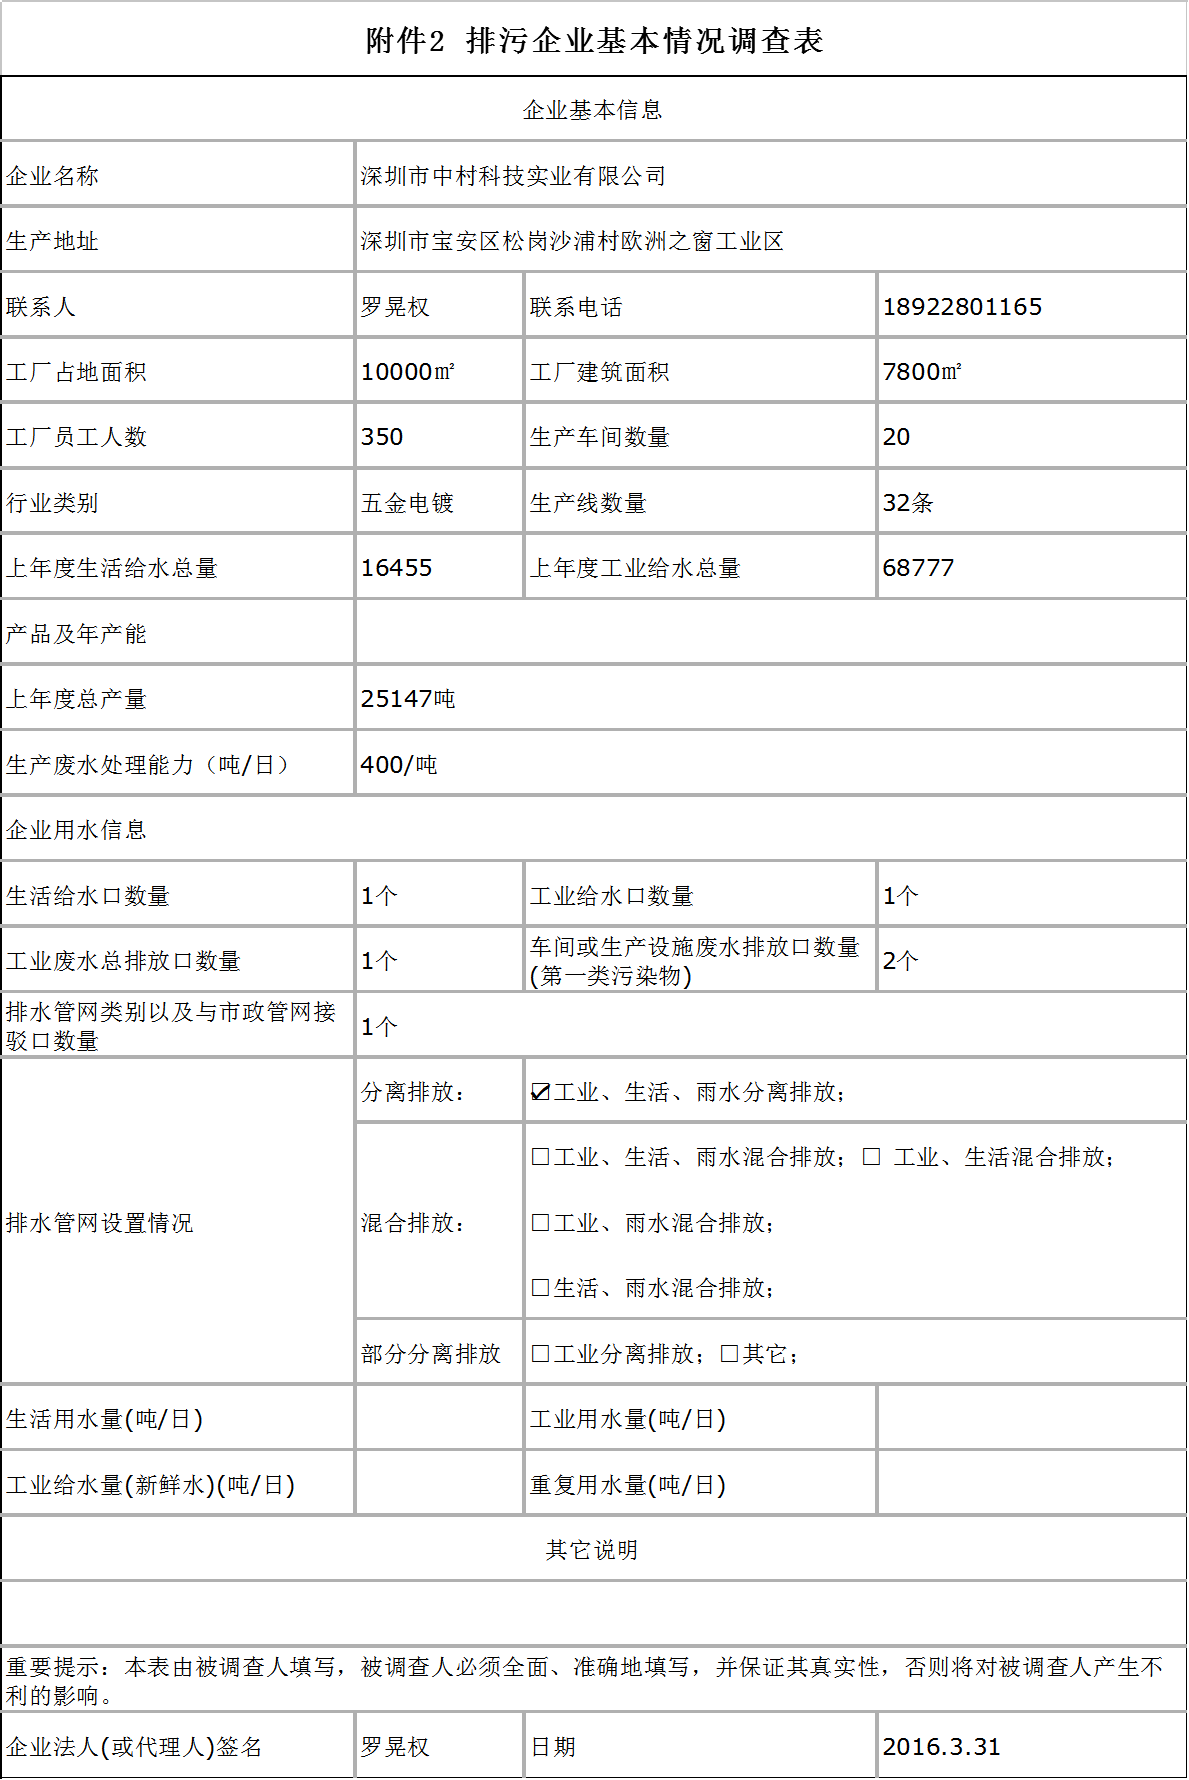 附件2 排污企业基本情况调查表
企业基本信息
企业名称 深圳市中村科技实业有限公司
生产地址 深圳市宝安区松岗沙浦村欧洲之窗工业区
联系人 罗晃权 联系电话 18922801165
工厂占地面积 10000㎡ 工厂建筑面积 7800㎡
工厂员工人数 350 生产车间数量 20
行业类别 五金电镀 生产线数量 32条
上年度生活给水总量 16455 上年度工业给水总量 68777
产品及年产能
上年度总产量 25147吨
生产废水处理能力（吨/日） 400/吨
企业用水信息
生活给水口数量 1个 工业给水口数量 1个
工业废水总排放口数量 1个 车间或生产设施废水排放口数量
(第一类污染物) 2个
排水管网类别以及与市政管网接
驳口数量 1个
排水管网设置情况
分离排放： ☑工业、生活、雨水分离排放；
混合排放：
□工业、生活、雨水混合排放；□ 工业、生活混合排放；
□工业、雨水混合排放；
□生活、雨水混合排放；
部分分离排放 □工业分离排放；□其它；
生活用水量(吨/日) 工业用水量(吨/日)
工业给水量(新鲜水)(吨/日) 重复用水量(吨/日)
其它说明
重要提示：本表由被调查人填写，被调查人必须全面、准确地填写，并保证其真实性，否则将对被调查人产生不
利的影响。
企业法人(或代理人)签名 罗晃权 日期 2016.3.31